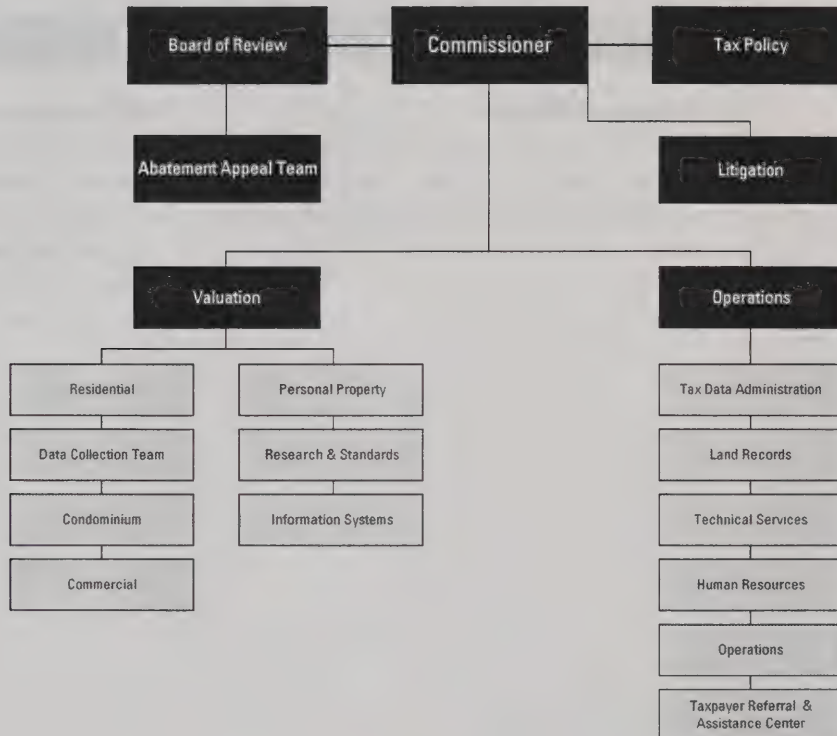 Board of Review
Commissioner
Tax Policy
Abatement Appeal Team
Litigation
Valuation
Operations
Residential
Personal Property
Tax Data Administration
Data Collection Team
Research & Standards
Land Records
Condominium
Information Systems
Technical Services
Commercial
Human Resources
Operations
Taxpayer Referral &
Assistance Center